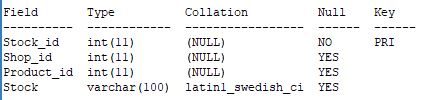 Field Type Collation Null Key
---------- ------------ ----------------- ------ ------
Stock_id int(11) (NULL) NO PRI
Shop_id int(11) (NULL) YES
Product_id int(11) (NULL) YES
Stock varchar(100) latin1_swedish_ci YES